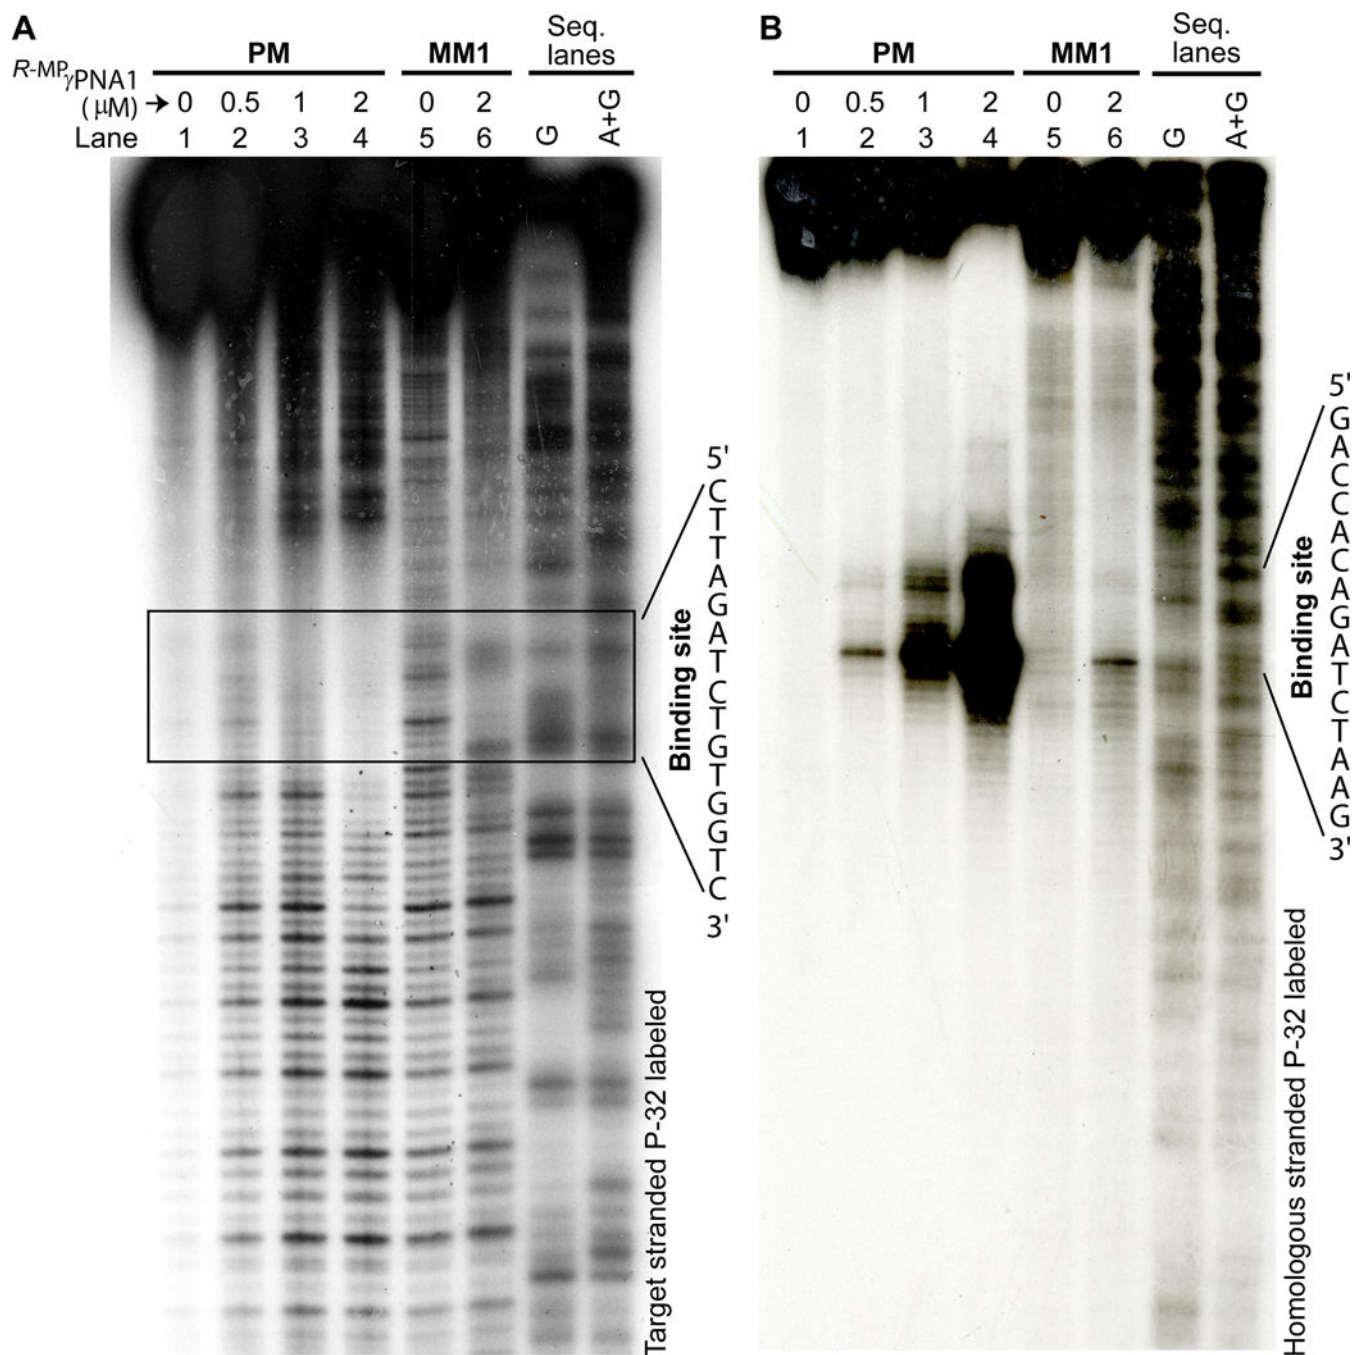 A
PM
MM1
Seq. lanes
R-MPγPNA1
(μM) → 0 0.5 1 2 0 2
Lane 1 2 3 4 5 6 G A+G
5'
C
T
T
A
G
A
T
C
T
G
T
G
G
T
C
3'
Binding site
Target stranded P-32 labeled
B
PM
MM1
Seq. lanes
0 0.5 1 2 0 2
1 2 3 4 5 6 G A+G
5'
G
A
C
C
A
C
A
G
A
T
C
T
A
A
G
3'
Binding site
Homologous stranded P-32 labeled